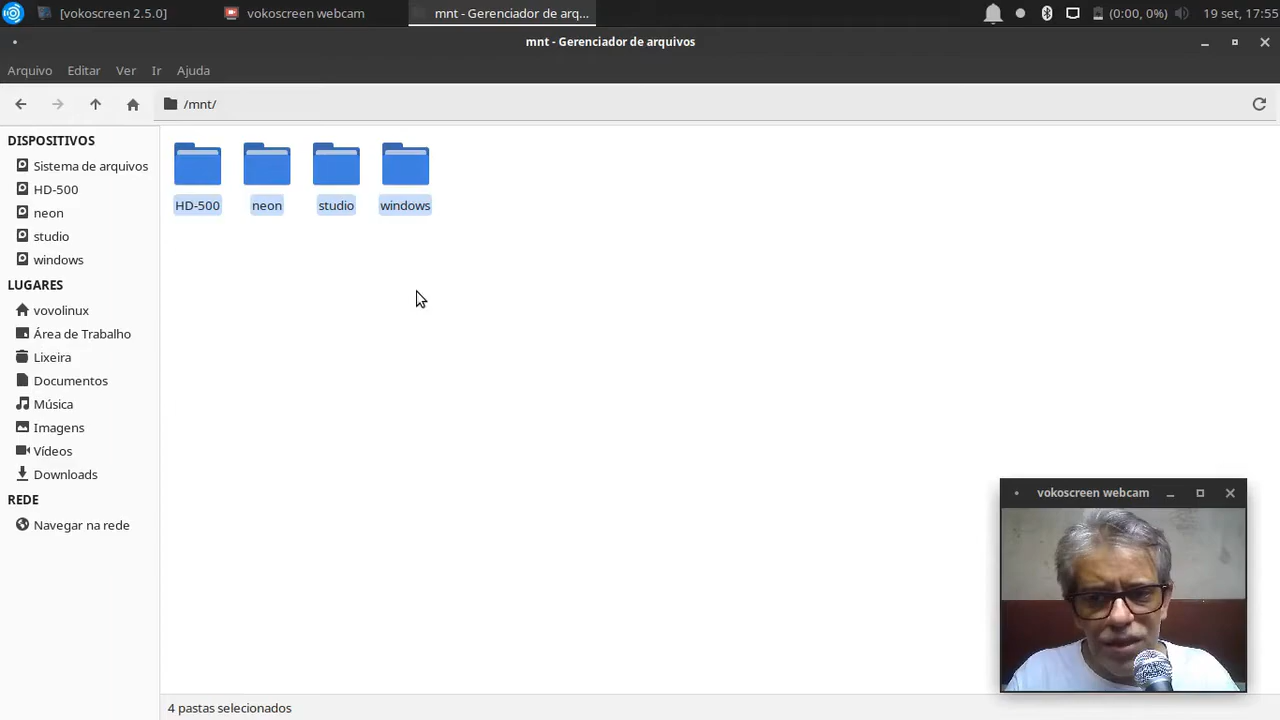 [vokoscreen 2.5.0] vokoscreen webcam mnt - Gerenciador de arq... (0:00, 0%) 19 set, 17:55
mnt - Gerenciador de arquivos
Arquivo Editar Ver Ir Ajuda
/mnt/
DISPOSITIVOS
Sistema de arquivos
HD-500
neon
studio
windows
LUGARES
vovolinux
Área de Trabalho
Lixeira
Documentos
Música
Imagens
Vídeos
Downloads
REDE
Navegar na rede
HD-500 neon studio windows
vokoscreen webcam
4 pastas selecionados